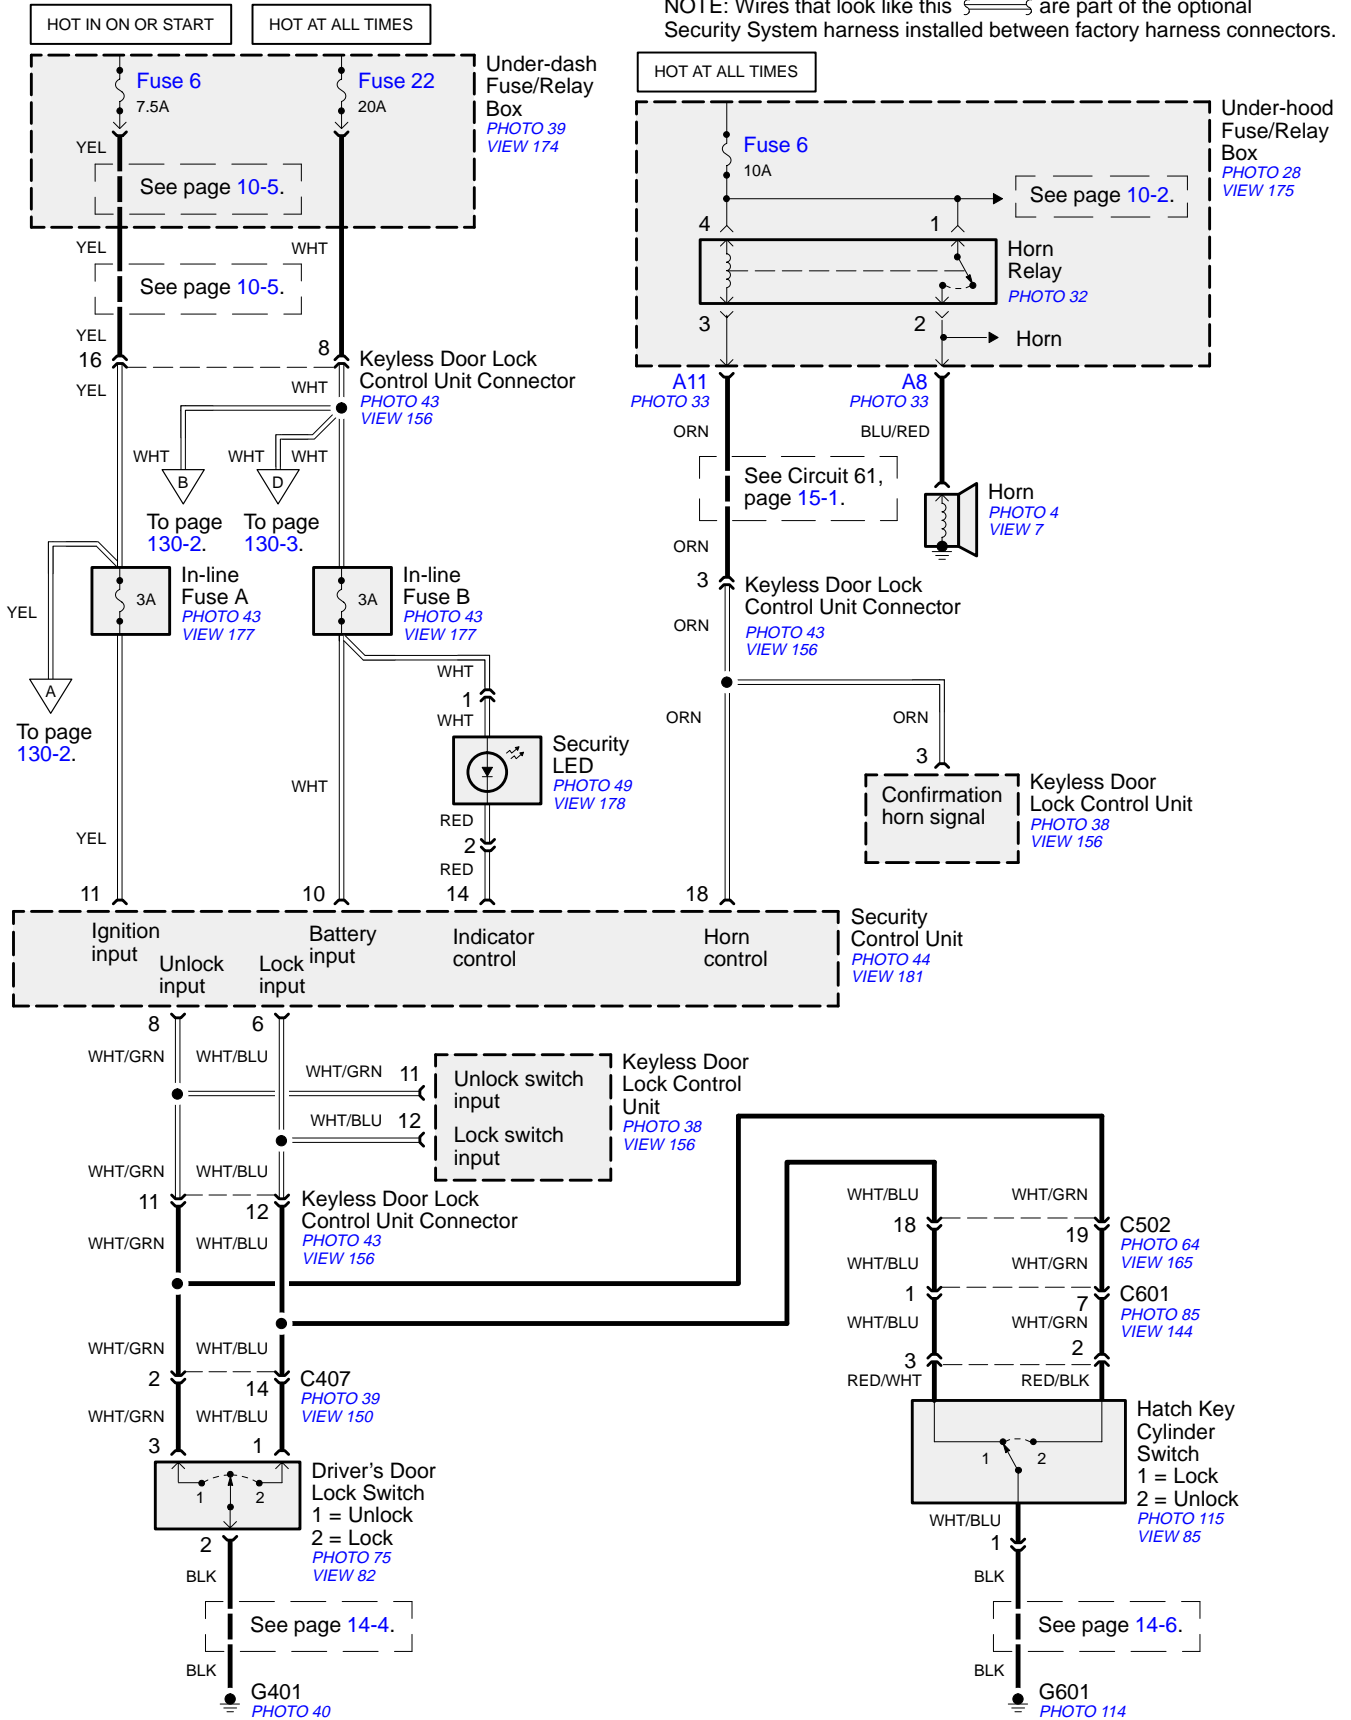 NOTE: Wires that look like this are part of the optional
Security System harness installed between factory harness connectors.
HOT IN ON OR START
HOT AT ALL TIMES
HOT AT ALL TIMES
Fuse 6
7.5A
Fuse 22
20A
Under-dash
Fuse/Relay
Box
PHOTO 39
VIEW 174
YEL
See page 10-5.
YEL
WHT
See page 10-5.
YEL
16
8
Keyless Door Lock
Control Unit Connector
PHOTO 43
VIEW 156
YEL
WHT
WHT
WHT
WHT
B
D
To page
130-2.
To page
130-3.
In-line
Fuse A
PHOTO 43
VIEW 177
3A
In-line
Fuse B
PHOTO 43
VIEW 177
3A
YEL
A
To page
130-2.
WHT
1
WHT
Security
LED
PHOTO 49
VIEW 178
WHT
RED
2
RED
YEL
Fuse 6
10A
Under-hood
Fuse/Relay
Box
PHOTO 28
VIEW 175
See page 10-2.
4
1
Horn
Relay
PHOTO 32
3
2
Horn
A11
PHOTO 33
A8
PHOTO 33
ORN
BLU/RED
See Circuit 61,
page 15-1.
Horn
PHOTO 4
VIEW 7
ORN
3
Keyless Door Lock
Control Unit Connector
PHOTO 43
VIEW 156
ORN
ORN
ORN
3
Confirmation
horn signal
Keyless Door
Lock Control Unit
PHOTO 38
VIEW 156
11
10
14
18
Ignition
input
Battery
input
Indicator
control
Horn
control
Unlock
input
Lock
input
Security
Control Unit
PHOTO 44
VIEW 181
8
6
WHT/GRN
WHT/BLU
WHT/GRN
11
Unlock switch
input
WHT/BLU
12
Lock switch
input
Keyless Door
Lock Control
Unit
PHOTO 38
VIEW 156
WHT/GRN
WHT/BLU
11
12
Keyless Door Lock
Control Unit Connector
PHOTO 43
VIEW 156
WHT/GRN
WHT/BLU
WHT/GRN
WHT/BLU
2
14
C407
PHOTO 39
VIEW 150
WHT/GRN
WHT/BLU
3
1
1
2
Driver's Door
Lock Switch
1 = Unlock
2 = Lock
PHOTO 75
VIEW 82
2
BLK
See page 14-4.
BLK
G401
PHOTO 40
WHT/BLU
WHT/GRN
18
19
C502
PHOTO 64
VIEW 165
WHT/BLU
WHT/GRN
1
7
C601
PHOTO 85
VIEW 144
WHT/BLU
WHT/GRN
3
2
RED/WHT
RED/BLK
1
2
Hatch Key
Cylinder
Switch
1 = Lock
2 = Unlock
PHOTO 115
VIEW 85
WHT/BLU
1
BLK
See page 14-6.
BLK
G601
PHOTO 114